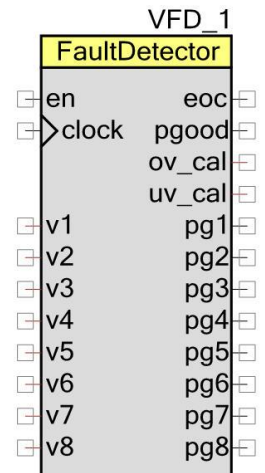 VFD_1
FaultDetector
en eoc
clock pgood
ov_cal
uv_cal
v1 pg1
v2 pg2
v3 pg3
v4 pg4
v5 pg5
v6 pg6
v7 pg7
v8 pg8